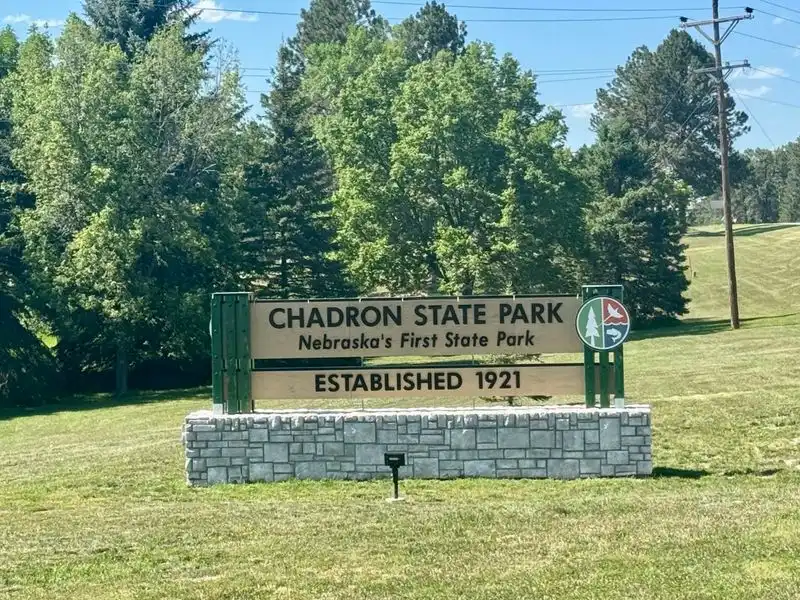 CHADRON STATE PARK
Nebraska's First State Park
ESTABLISHED 1921